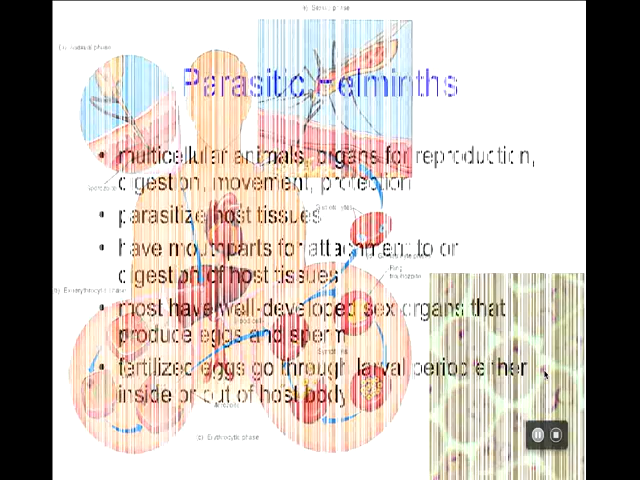 Parasitic Helminths
• multicellular animals, organs for reproduction,
digestion, movement, protection
• parasitize host tissues
• have mouthparts for attachment to or
digestion of host tissues
• most have well-developed sex organs that
produce eggs and sperm
• fertilized eggs go through larval period either
inside or out of host body
(c) Erythrocytic phase